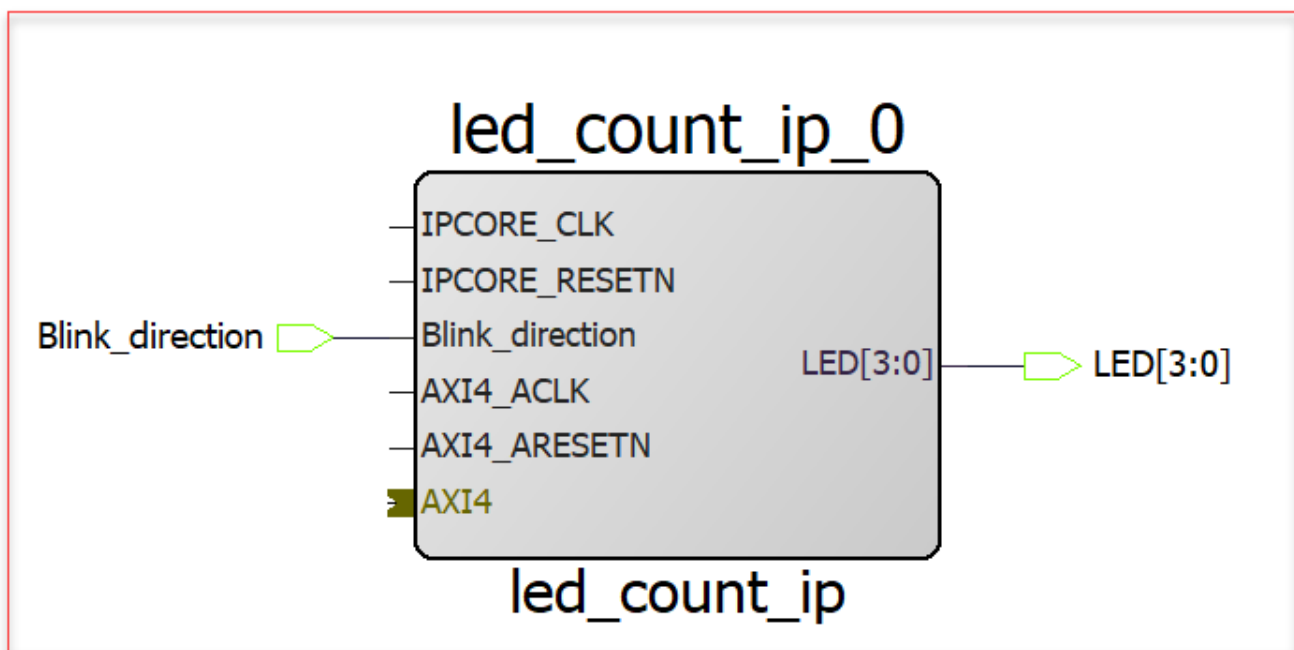 led_count_ip_0
IPCORE_CLK
IPCORE_RESETN
Blink_direction
Blink_direction
LED[3:0]
LED[3:0]
AXI4_ACLK
AXI4_ARESETN
AXI4
led_count_ip